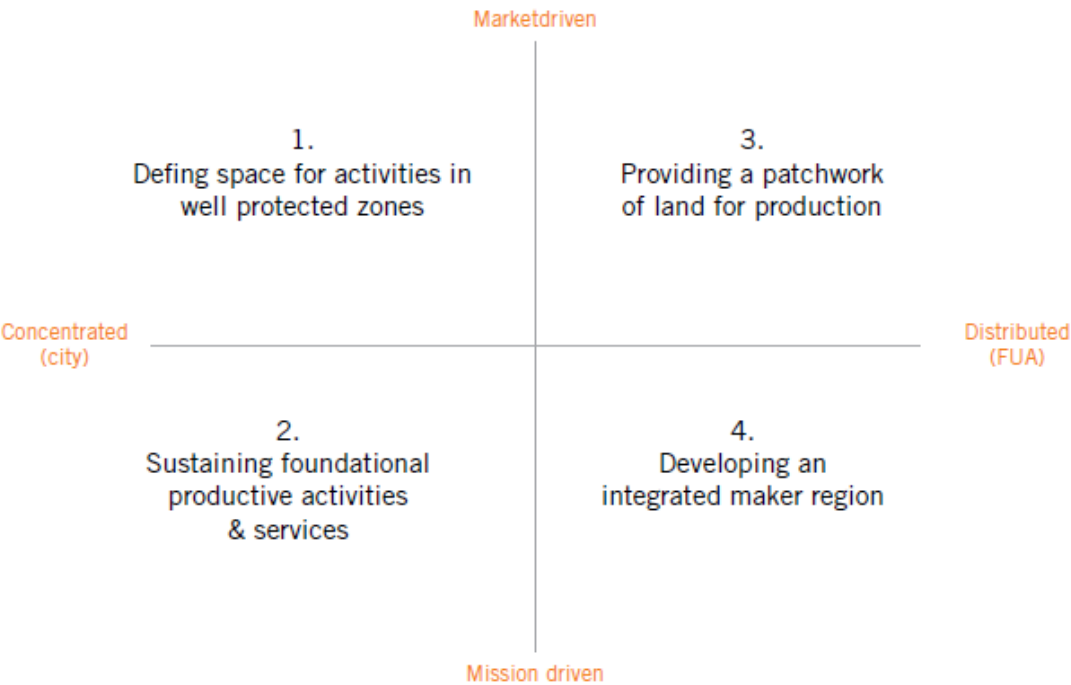 Marketdriven
1.
Defing space for activities in
well protected zones
3.
Providing a patchwork
of land for production
Concentrated
(city)
Distributed
(FUA)
2.
Sustaining foundational
productive activities
& services
4.
Developing an
integrated maker region
Mission driven